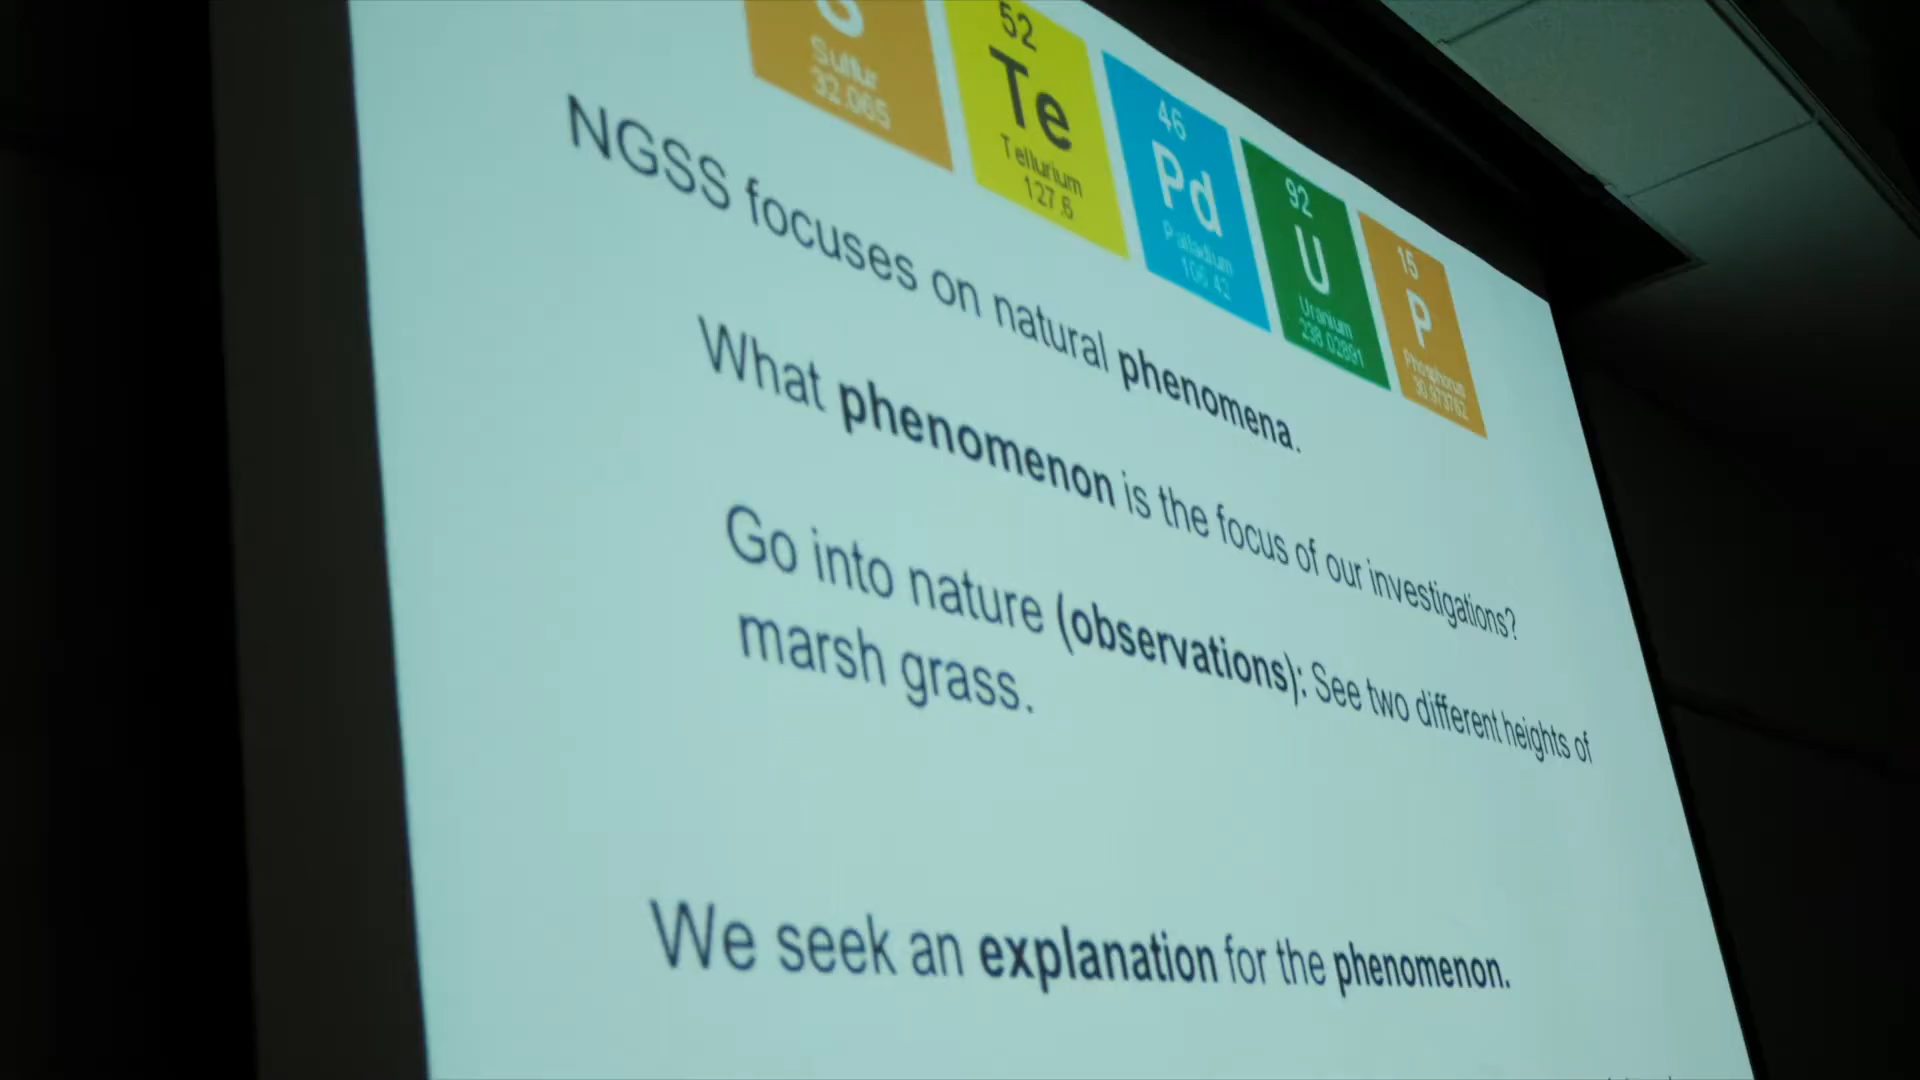 S
Sulfur
32.065
52
Te
Tellurium
127.6
46
Pd
Palladium
106.42
92
U
Uranium
238.02891
15
P
Phosphorus
30.973762
NGSS focuses on natural phenomena.
What phenomenon is the focus of our investigations?
Go into nature (observations): See two different heights of
marsh grass.
We seek an explanation for the phenomenon.